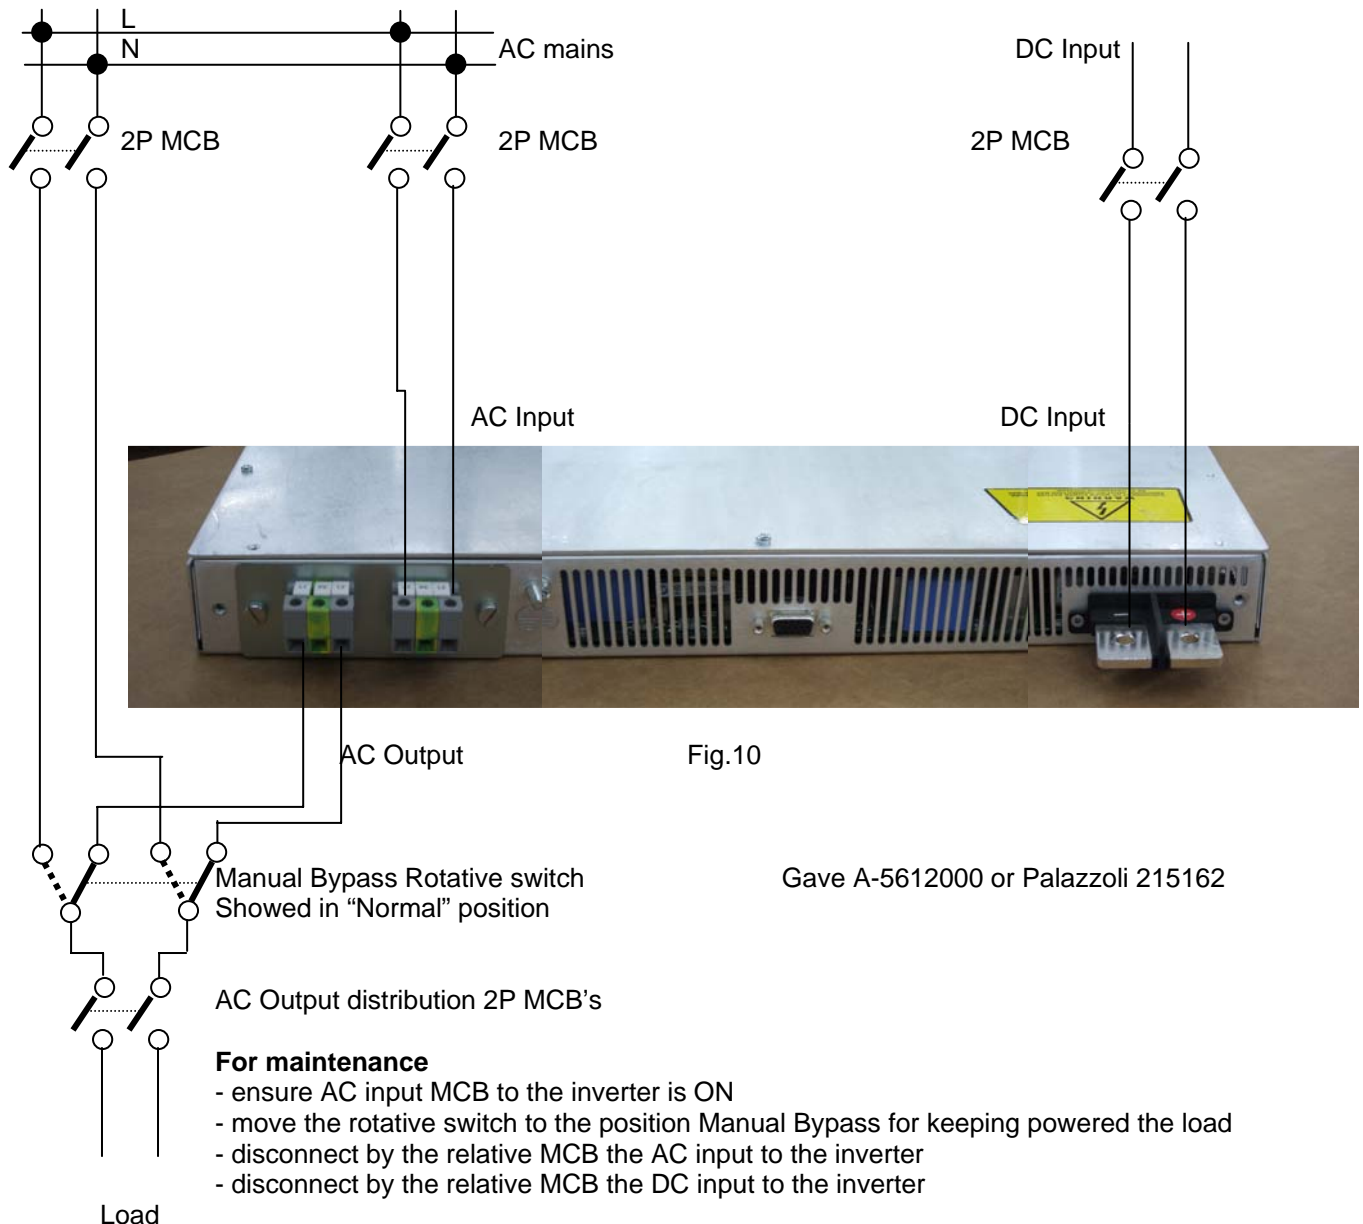 L
N
AC mains
DC Input
2P MCB
2P MCB
2P MCB
AC Input
DC Input
WARNING
AC Output
Fig.10
Manual Bypass Rotative switch
Showed in “Normal” position
Gave A-5612000 or Palazzoli 215162
AC Output distribution 2P MCB’s
For maintenance
- ensure AC input MCB to the inverter is ON
- move the rotative switch to the position Manual Bypass for keeping powered the load
- disconnect by the relative MCB the AC input to the inverter
- disconnect by the relative MCB the DC input to the inverter
Load